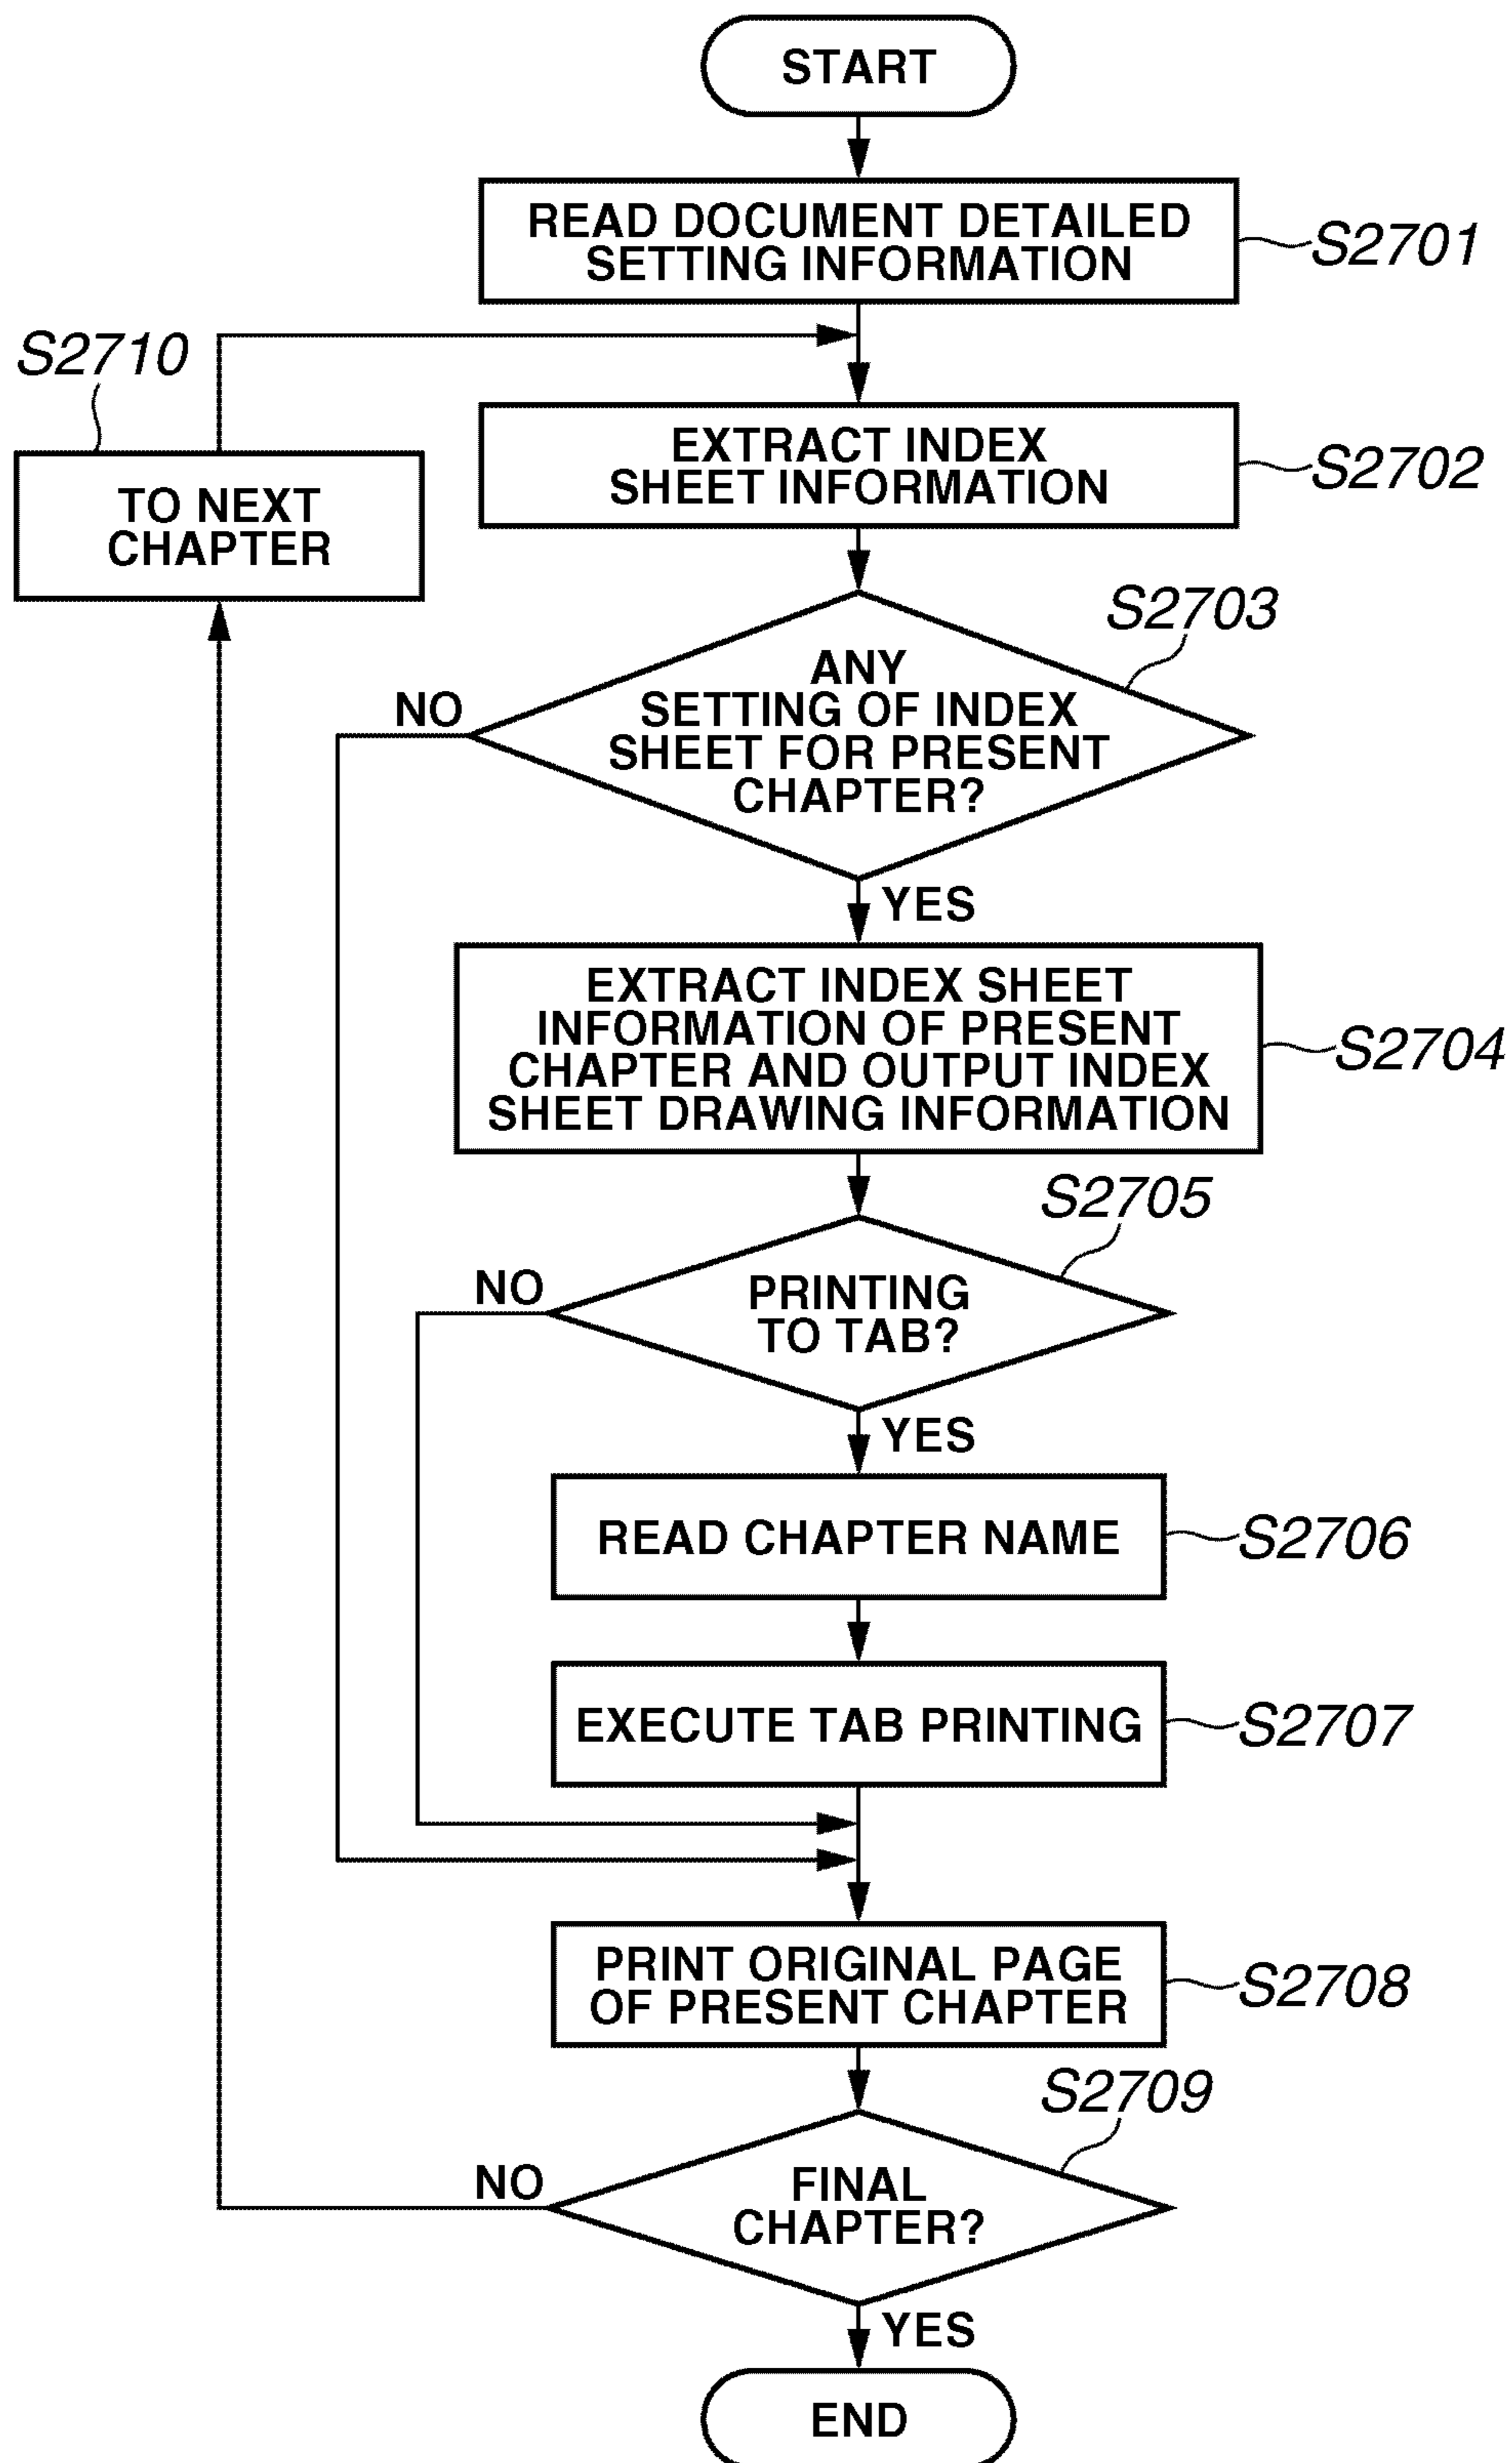 START
READ DOCUMENT DETAILED
SETTING INFORMATION
S2701
S2710
TO NEXT
CHAPTER
EXTRACT INDEX
SHEET INFORMATION
S2702
S2703
ANY
SETTING OF INDEX
SHEET FOR PRESENT
CHAPTER?
NO
YES
EXTRACT INDEX SHEET
INFORMATION OF PRESENT
CHAPTER AND OUTPUT INDEX
SHEET DRAWING INFORMATION
S2704
S2705
PRINTING
TO TAB?
NO
YES
READ CHAPTER NAME
S2706
EXECUTE TAB PRINTING
S2707
PRINT ORIGINAL PAGE
OF PRESENT CHAPTER
S2708
S2709
FINAL
CHAPTER?
NO
YES
END